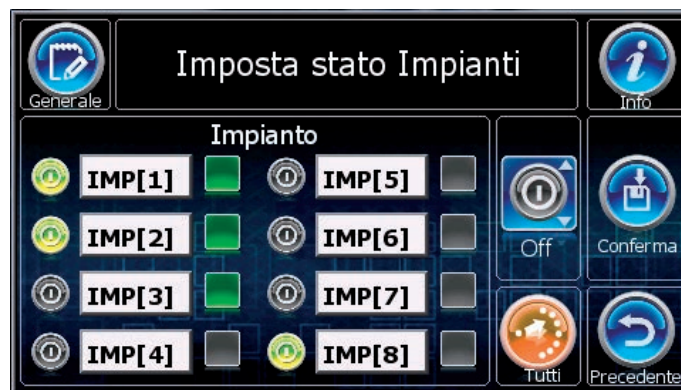 Imposta stato Impianti
Generale
Info
Impianto
IMP[1]
IMP[5]
IMP[2]
IMP[6]
IMP[3]
IMP[7]
IMP[4]
IMP[8]
Off
Conferma
Tutti
Precedente